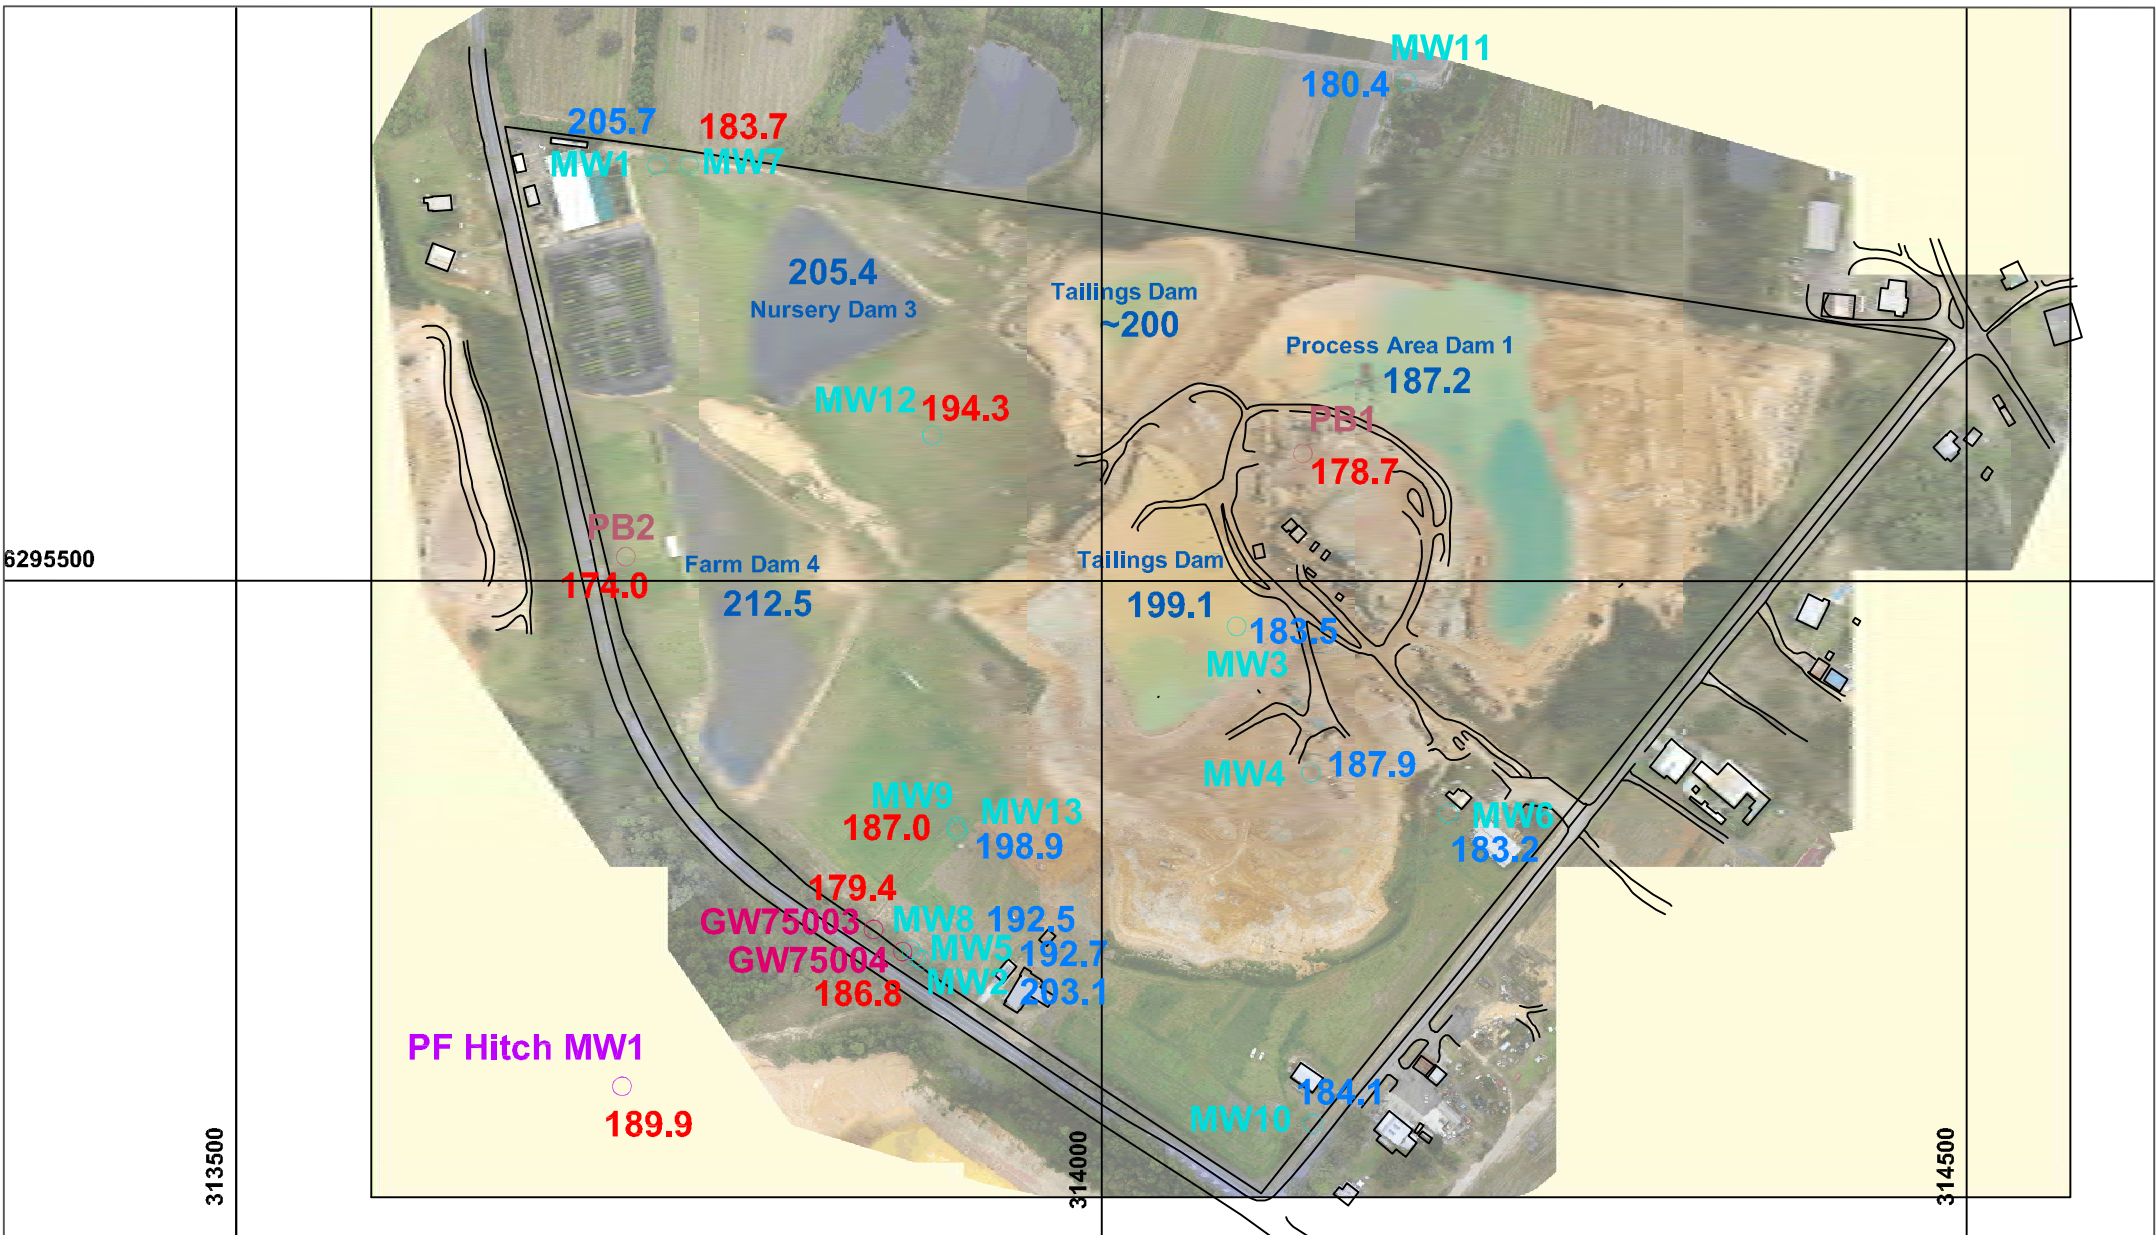 MW11
180.4
205.7
183.7
MW1
MW7
205.4
Nursery Dam 3
Tailings Dam
~200
Process Area Dam 1
187.2
MW12
194.3
PB1
178.7
PB2
174.0
6295500
Farm Dam 4
212.5
Tailings Dam
199.1
183.5
MW3
MW4
187.9
MW9
187.0
MW13
198.9
MW6
183.2
179.4
GW75003
MW8
192.5
GW75004
MW5
192.7
186.8
MW2
203.1
PF Hitch MW1
189.9
184.1
MW10
313500
314000
314500